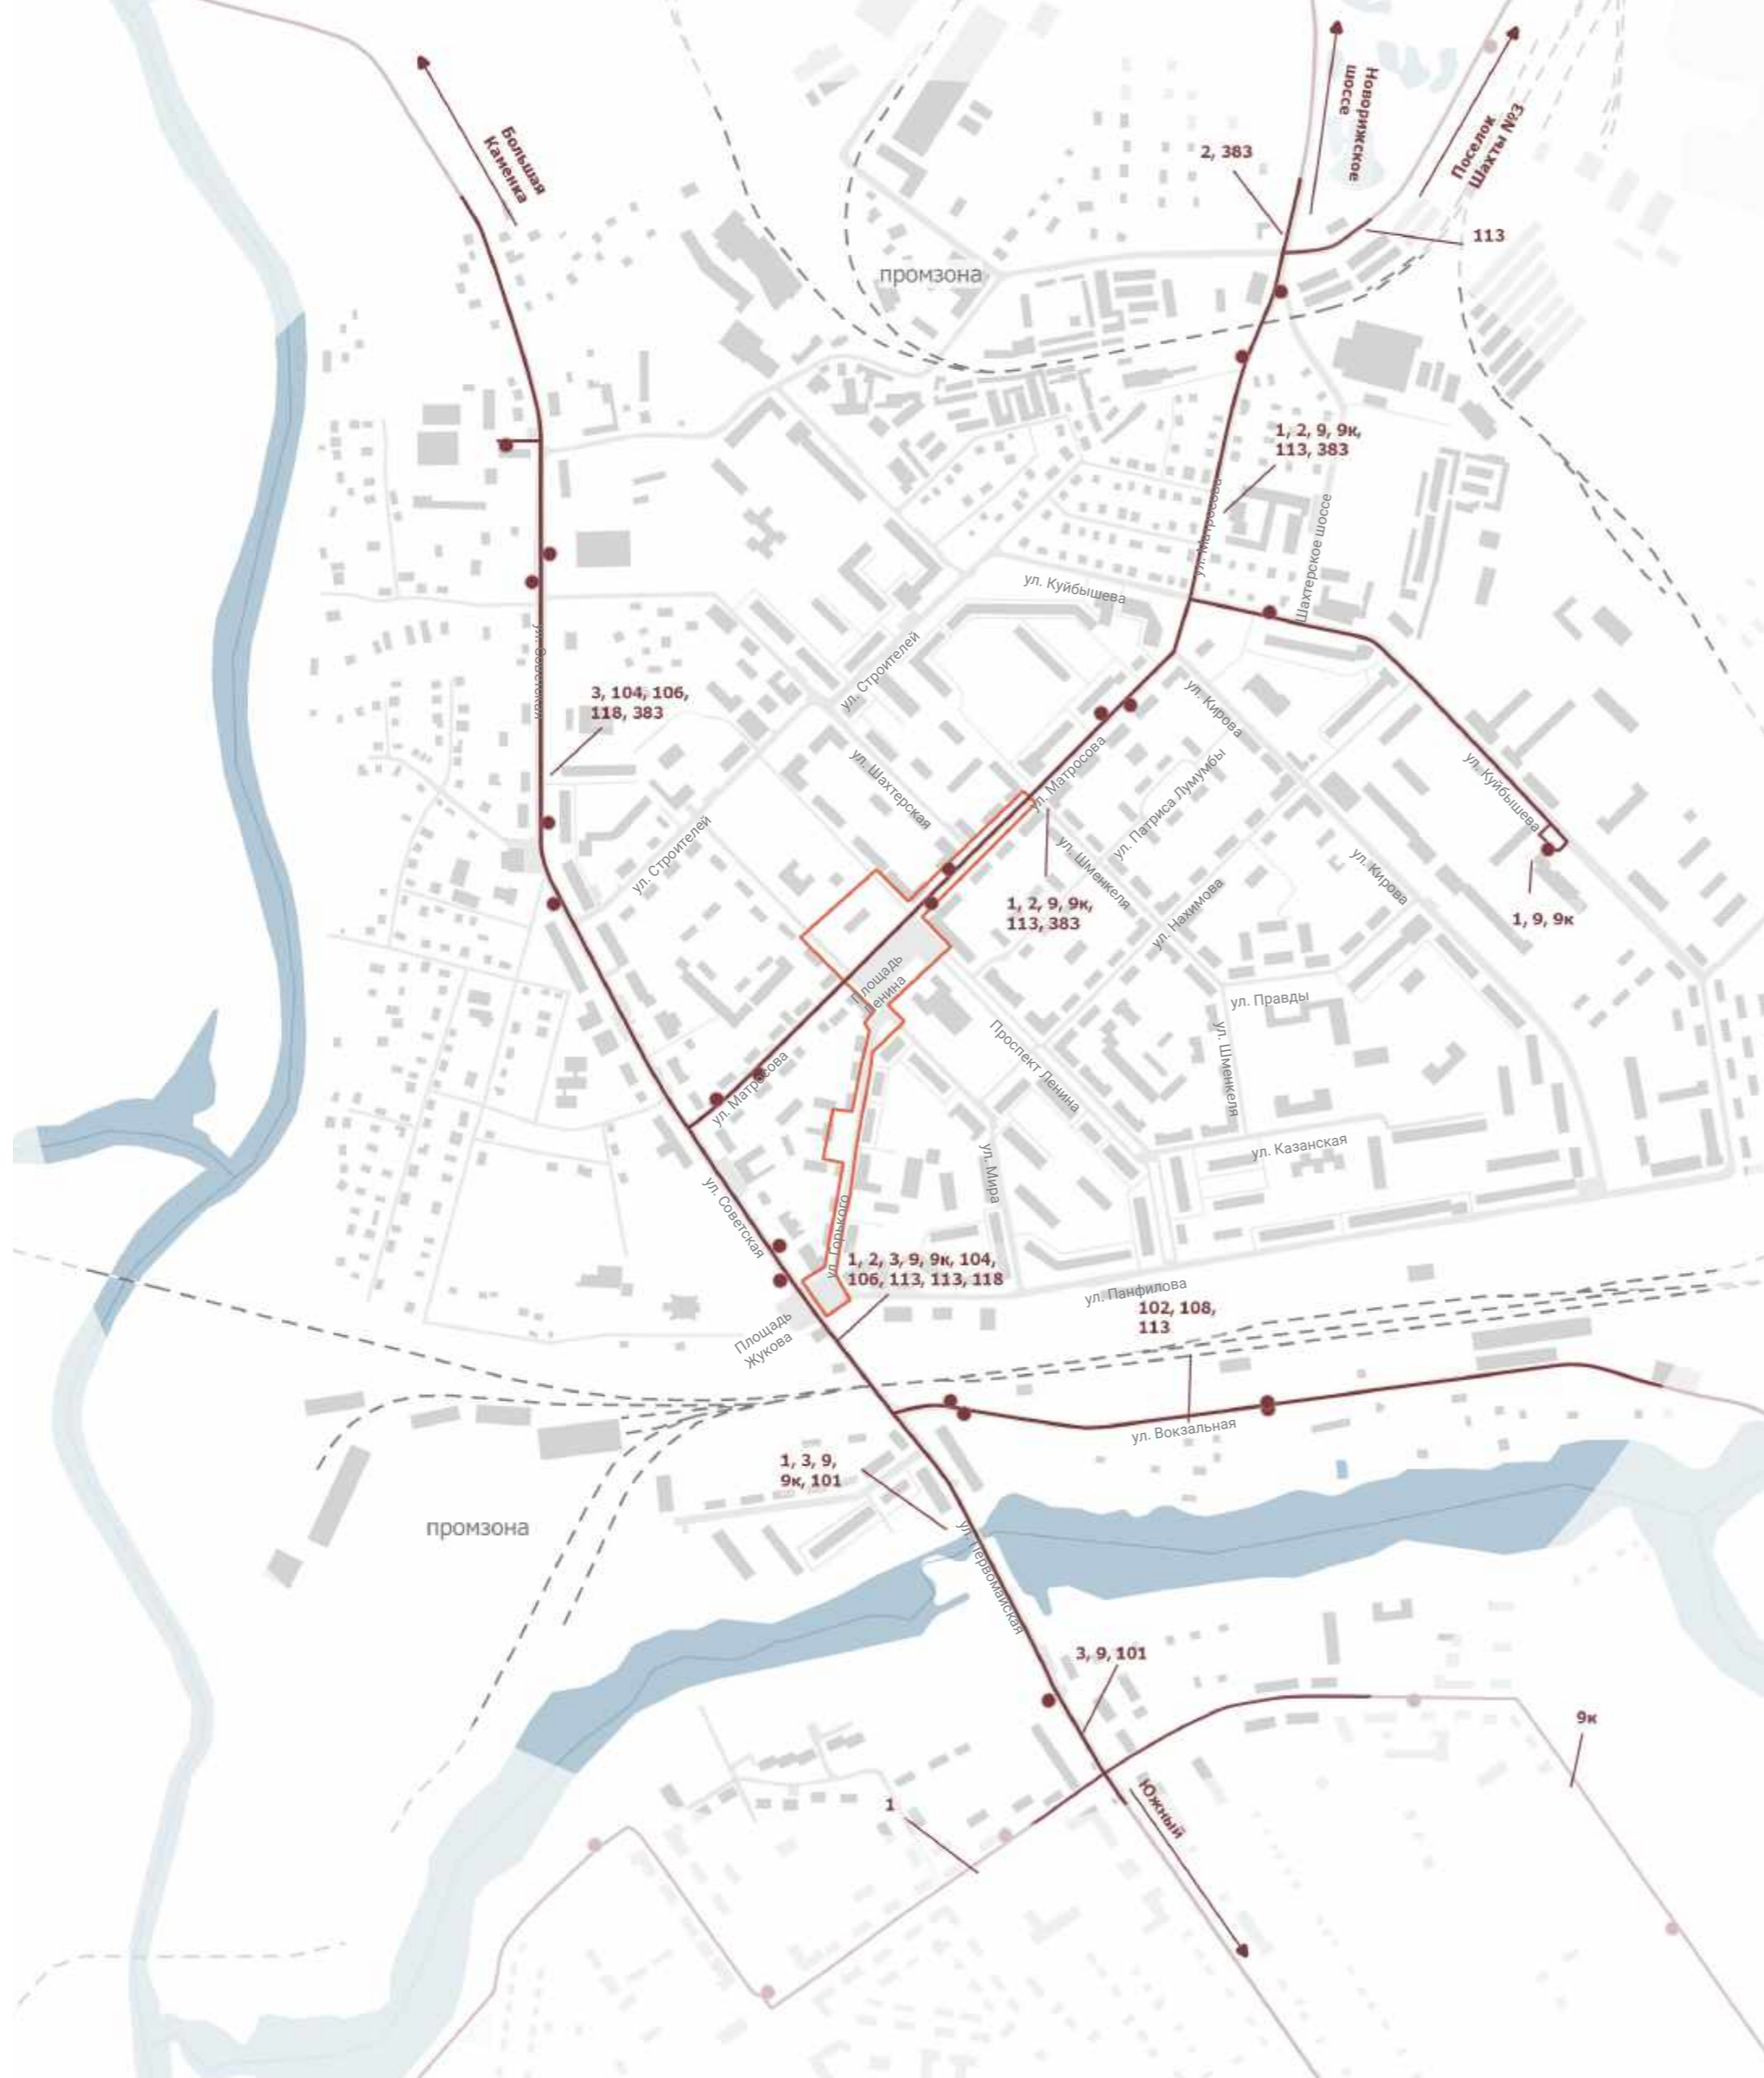 Большая
Каменка
Новорижское
шоссе
Поселок
Шахты №3
2, 383
113
промзона
1, 2, 9, 9к,
113, 383
ул. Матросова
Шахтерское шоссе
ул. Куйбышева
ул. Советская
ул. Строителей
3, 104, 106,
118, 383
ул. Кирова
ул. Матросова
ул. Шахтерская
ул. Патриса Лумумбы
ул. Куйбышева
ул. Строителей
ул. Шменкеля
ул. Кирова
1, 2, 9, 9к,
113, 383
ул. Нахимова
1, 9, 9к
Площадь
Ленина
ул. Правды
Проспект Ленина
ул. Шменкеля
ул. Матросова
ул. Казанская
ул. Мира
ул. Советская
ул. Горького
1, 2, 3, 9, 9к, 104,
106, 113, 113, 118
ул. Панфилова
102, 108,
113
Площадь
Жукова
ул. Вокзальная
1, 3, 9,
9к, 101
промзона
ул. Первомайская
3, 9, 101
9к
1
Южный